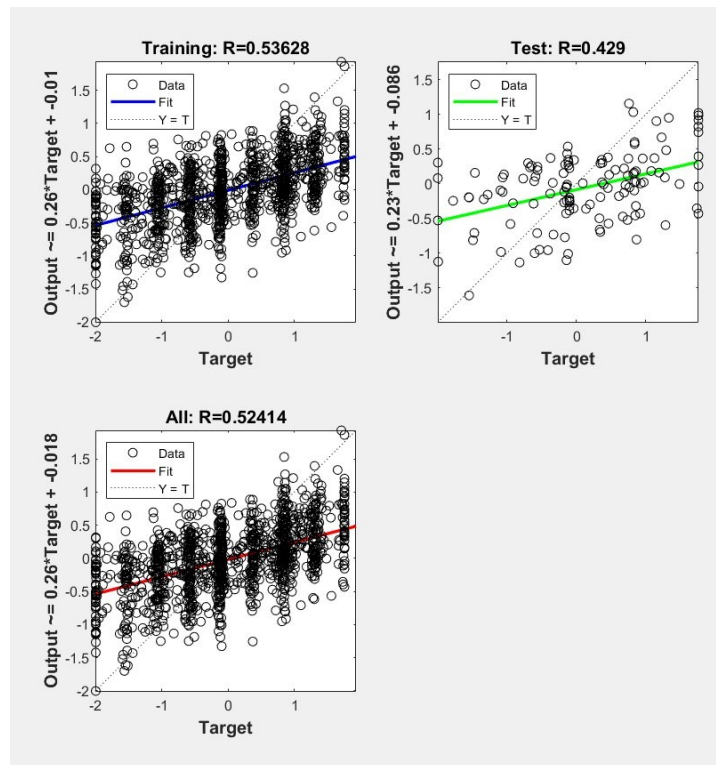 Training: R=0.53628
Output ~= 0.26*Target + -0.01
Data
Fit
Y = T
1.5
1
0.5
0
-0.5
-1
-1.5
-2
-2
-1
0
1
Target
Test: R=0.429
Output ~= 0.23*Target + -0.086
Data
Fit
Y = T
1.5
1
0.5
0
-0.5
-1
-1.5
-1
0
1
Target
All: R=0.52414
Output ~= 0.26*Target + -0.018
Data
Fit
Y = T
1.5
1
0.5
0
-0.5
-1
-1.5
-2
-2
-1
0
1
Target